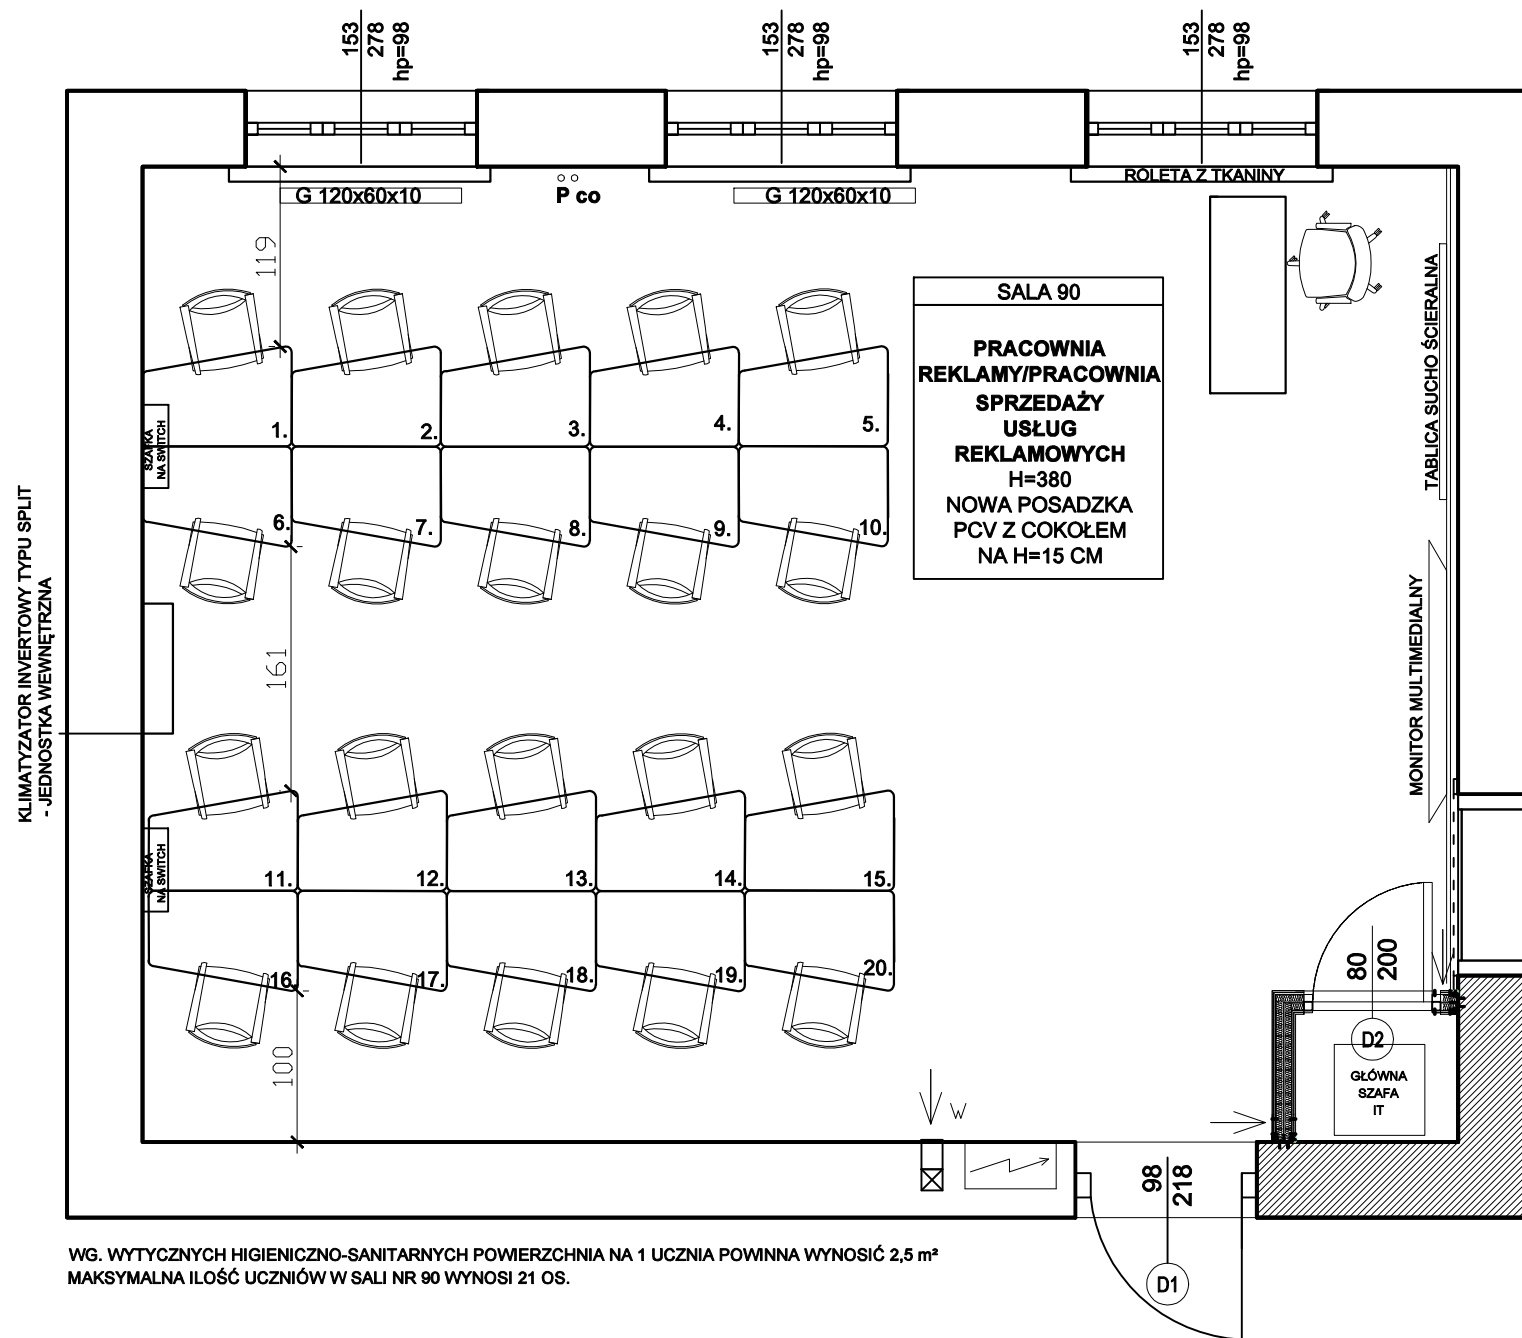 153
278
hp=98
153
278
hp=98
153
278
hp=98
G 120x60x10
P co
G 120x60x10
ROLETA Z TKANINY
119
SALA 90
PRACOWNIA
REKLAMY/PRACOWNIA
SPRZEDAŻY
USŁUG
REKLAMOWYCH
H=380
NOWA POSADZKA
PCV Z COKOŁEM
NA H=15 CM
TABLICA SUCHO ŚCIERALNA
1.
2.
3.
4.
5.
SZAFKA
NA SWITCH
6.
7.
8.
9.
10.
KLIMATYZATOR INVERTOWY TYPU SPLIT
- JEDNOSTKA WEWNĘTRZNA
161
MONITOR MULTIMEDIALNY
11.
12.
13.
14.
15.
SZAFKA
NA SWITCH
16.
17.
18.
19.
20.
100
80
200
D2
GŁÓWNA
SZAFA
IT
W
98
218
D1
WG. WYTYCZNYCH HIGIENICZNO-SANITARNYCH POWIERZCHNIA NA 1 UCZNIA POWINNA WYNOSIĆ 2,5 m²
MAKSYMALNA ILOŚĆ UCZNIÓW W SALI NR 90 WYNOSI 21 OS.